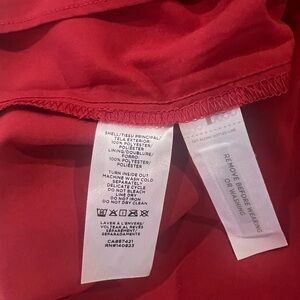 SHELL/TISSU PRINCIPAL/
TELA EXTERIOR
100% POLYESTER/
POLIÉSTER
LINING/DOUBLURE/
FORRO
100% POLYESTER/
POLIÉSTER
TURN INSIDE OUT
MACHINE WASH COLD
SEPARATELY
DELICATE CYCLE
DO NOT BLEACH
LINE DRY
DO NOT IRON
DO NOT DRY CLEAN
LAVER À L'ENVERS/
VOLTEAR AL REVÉS
SÉPARÉMENT/
SEPARADAMENTE
CA#57431
RN#140833
REMOVE BEFORE WEARING
OR WASHING